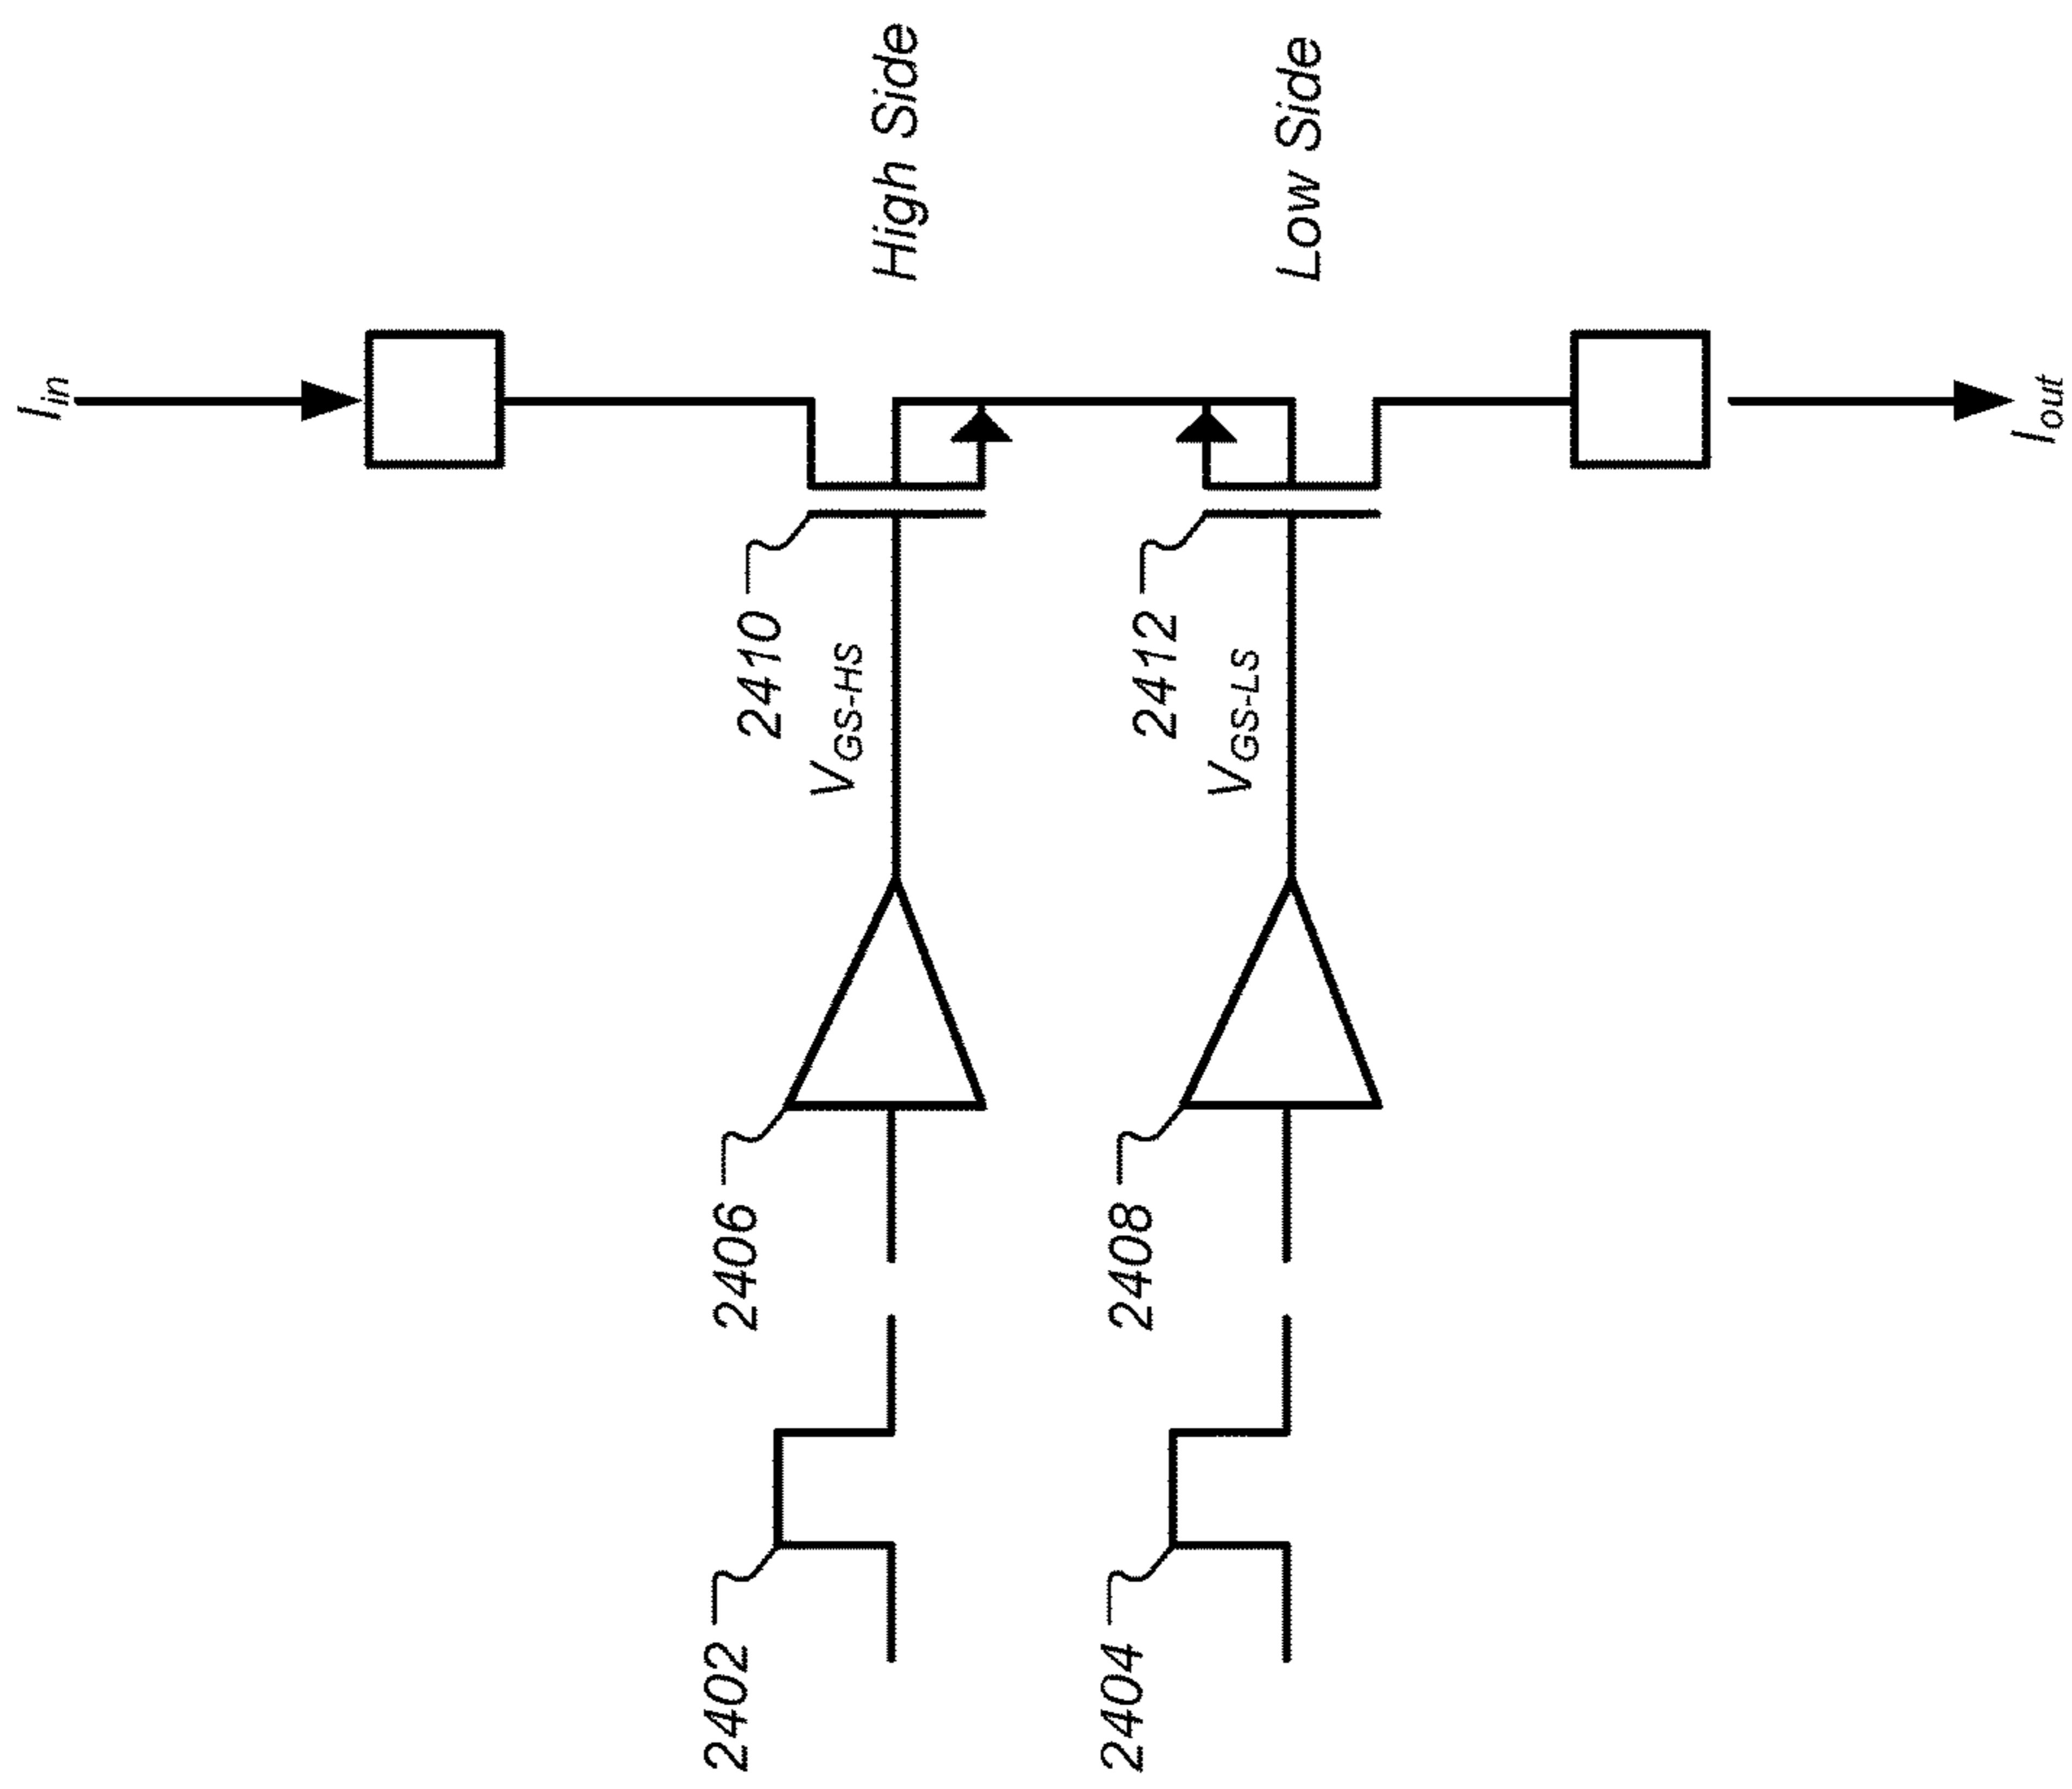 I_in
High Side
2402
2406
V_GS-HS
2410
Low Side
2404
2408
V_GS-LS
2412
I_out